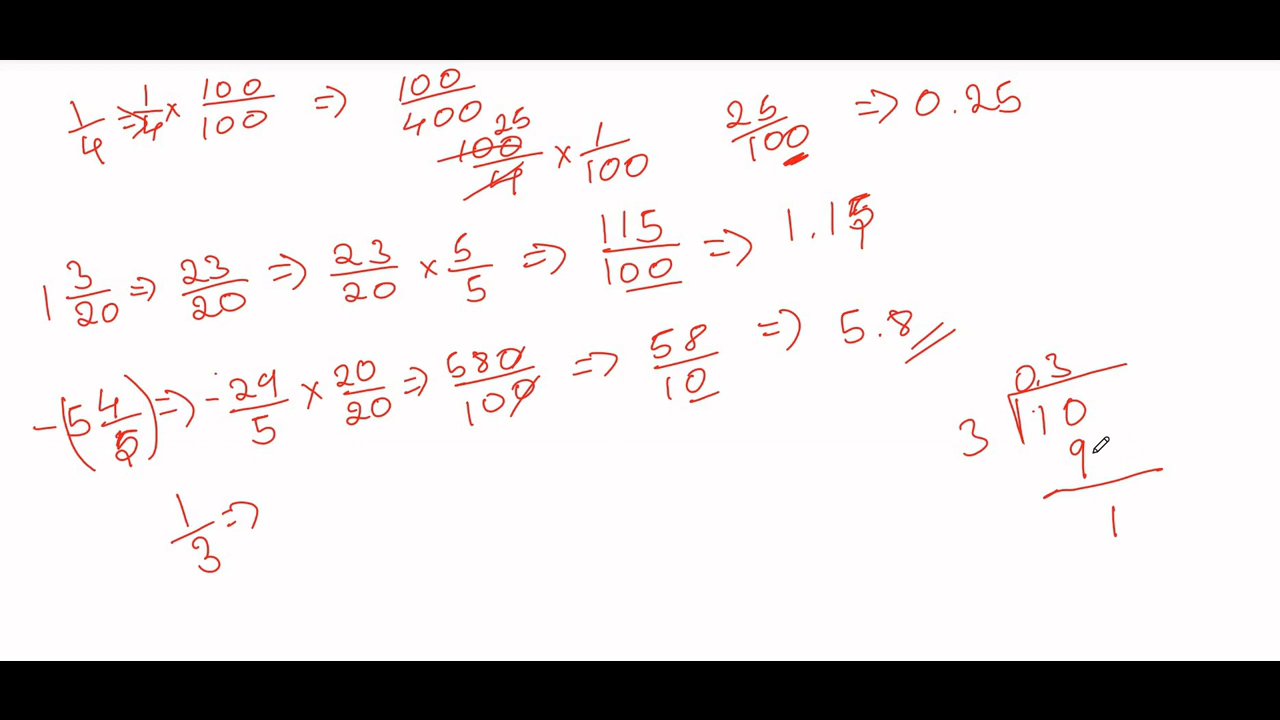 1/4 => 1/4 × 100/100 => 100/400
100/4 25 × 1/100 25/100 => 0.25
1 3/20 => 23/20 => 23/20 × 5/5 => 115/100 => 1.15
-(5 4/5) => -29/5 × 20/20 => 580/100 => 58/10 => 5.8
1/3 =>
0.3
3 10
9
1